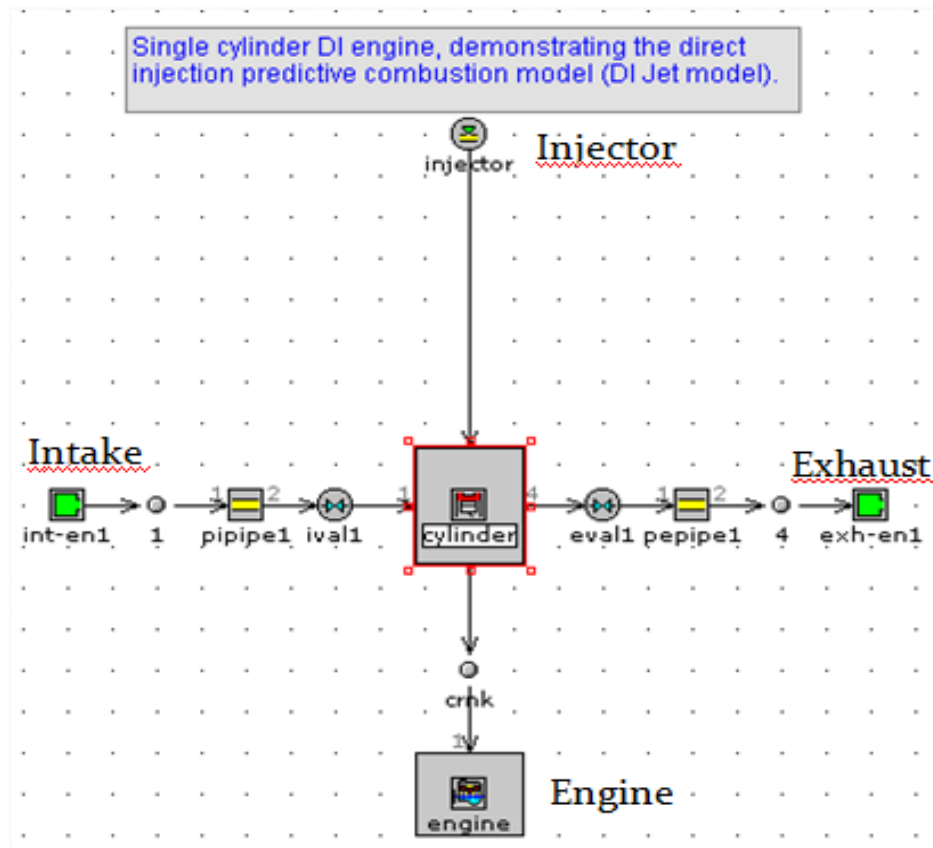 Single cylinder DI engine, demonstrating the direct
injection predictive combustion model (DI Jet model).
injector
Injector
Intake
Exhaust
1 2 1 4 1 2
int-en1 1 pipipe1 ival1 cylinder eval1 pepipe1 4 exh-en1
crnk
1
Engine
engine